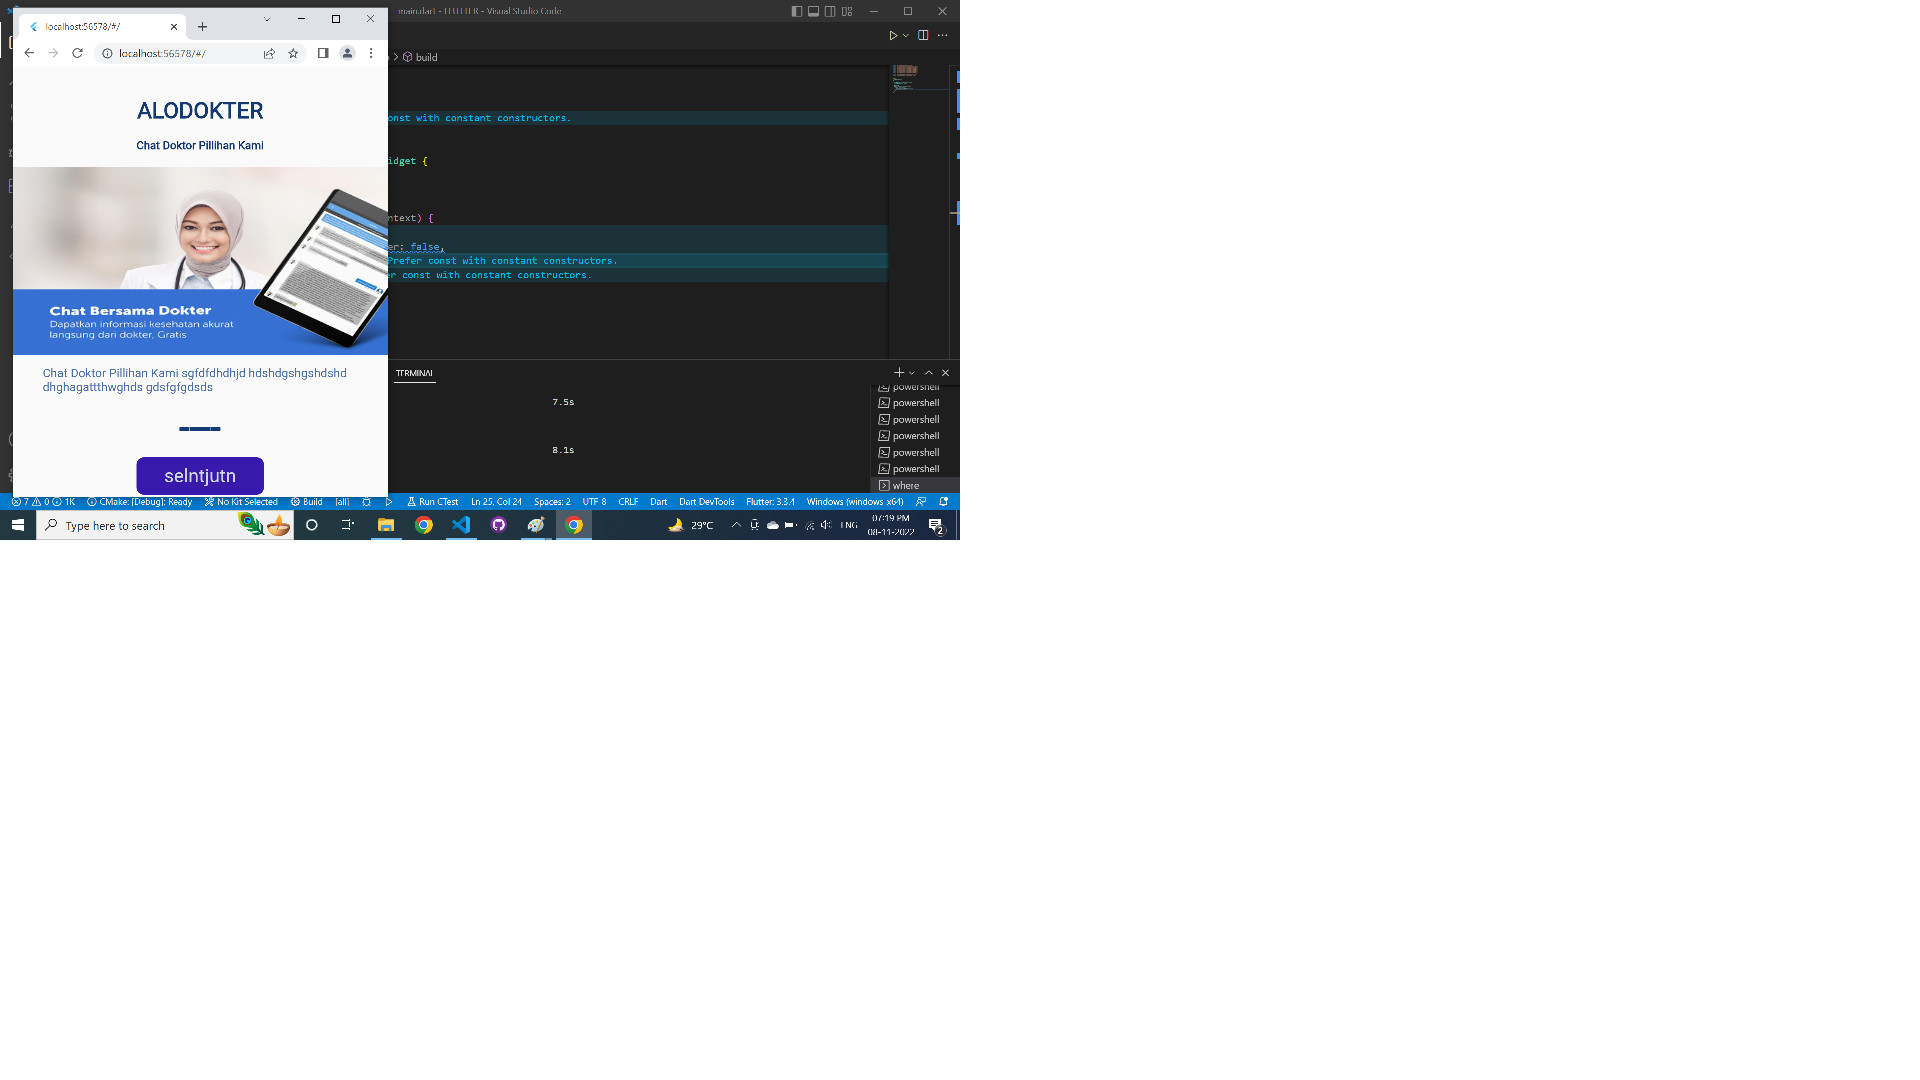 localhost:56578/#/
main.dart - FLUTTER - Visual Studio Code
localhost:56578/#/
build
ALODOKTER
Chat Doktor Pillihan Kami
onst with constant constructors.
idget {
ntext) {
er: false,
Prefer const with constant constructors.
er const with constant constructors.
Chat Bersama Dokter
Dapatkan informasi kesehatan akurat
langsung dari dokter, Gratis
Chat Doktor Pillihan Kami sgfdfdhdhjd hdshdgshgshdshd
dhghagattthwghds gdsfgfgdsds
selntjutn
TERMINAL
7.5s
8.1s
powershell
powershell
powershell
powershell
powershell
powershell
where
7 0 1K CMake: [Debug]: Ready No Kit Selected Build [all] Run CTest Ln 25, Col 24 Spaces: 2 UTF-8 CRLF Dart Dart DevTools Flutter: 3.3.4 Windows (windows-x64)
Type here to search
29°C
ENG
07:19 PM
08-11-2022
2